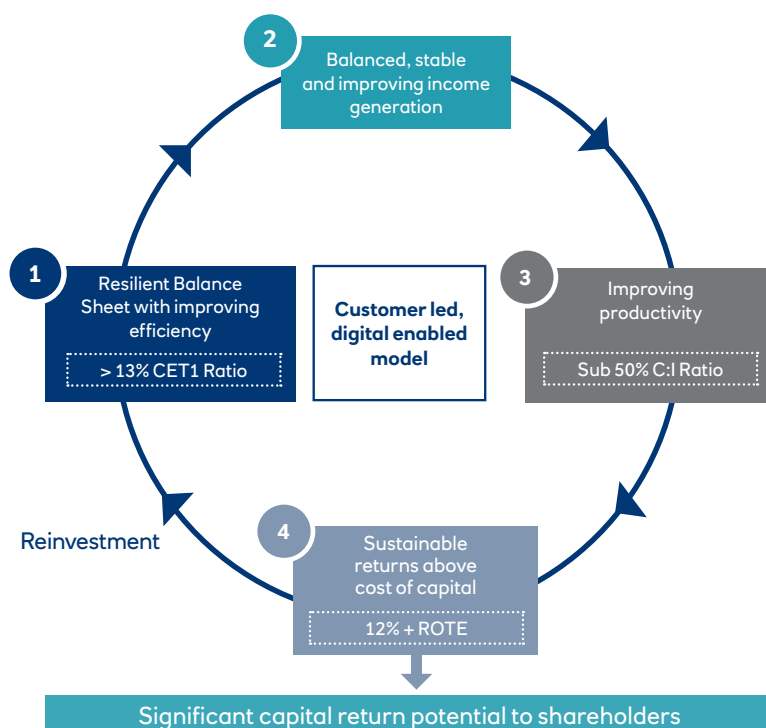 2
Balanced, stable
and improving income
generation
1
Resilient Balance
Sheet with improving
efficiency
> 13% CET1 Ratio
Customer led,
digital enabled
model
3
Improving
productivity
Sub 50% C:I Ratio
Reinvestment
4
Sustainable
returns above
cost of capital
12% + ROTE
Significant capital return potential to shareholders